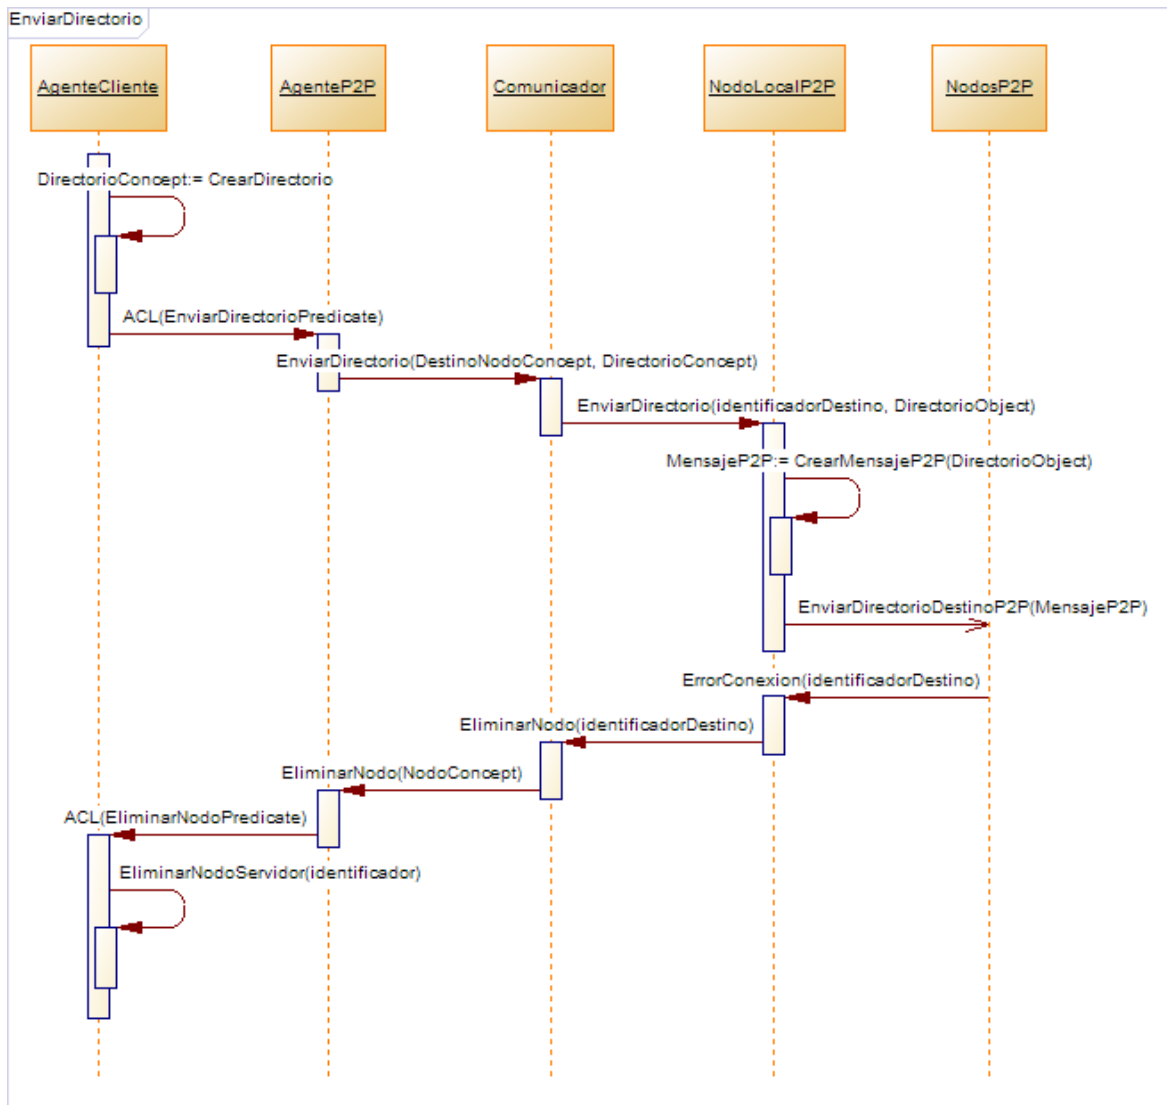 EnviarDirectorio
AgenteCliente
AgenteP2P
Comunicador
NodoLocalP2P
NodosP2P
DirectorioConcept:= CrearDirectorio
ACL(EnviarDirectorioPredicate)
EnviarDirectorio(DestinoNodoConcept, DirectorioConcept)
EnviarDirectorio(identificadorDestino, DirectorioObject)
MensajeP2P:= CrearMensajeP2P(DirectorioObject)
EnviarDirectorioDestinoP2P(MensajeP2P)
ErrorConexion(identificadorDestino)
EliminarNodo(identificadorDestino)
EliminarNodo(NodoConcept)
ACL(EliminarNodoPredicate)
EliminarNodoServidor(identificador)